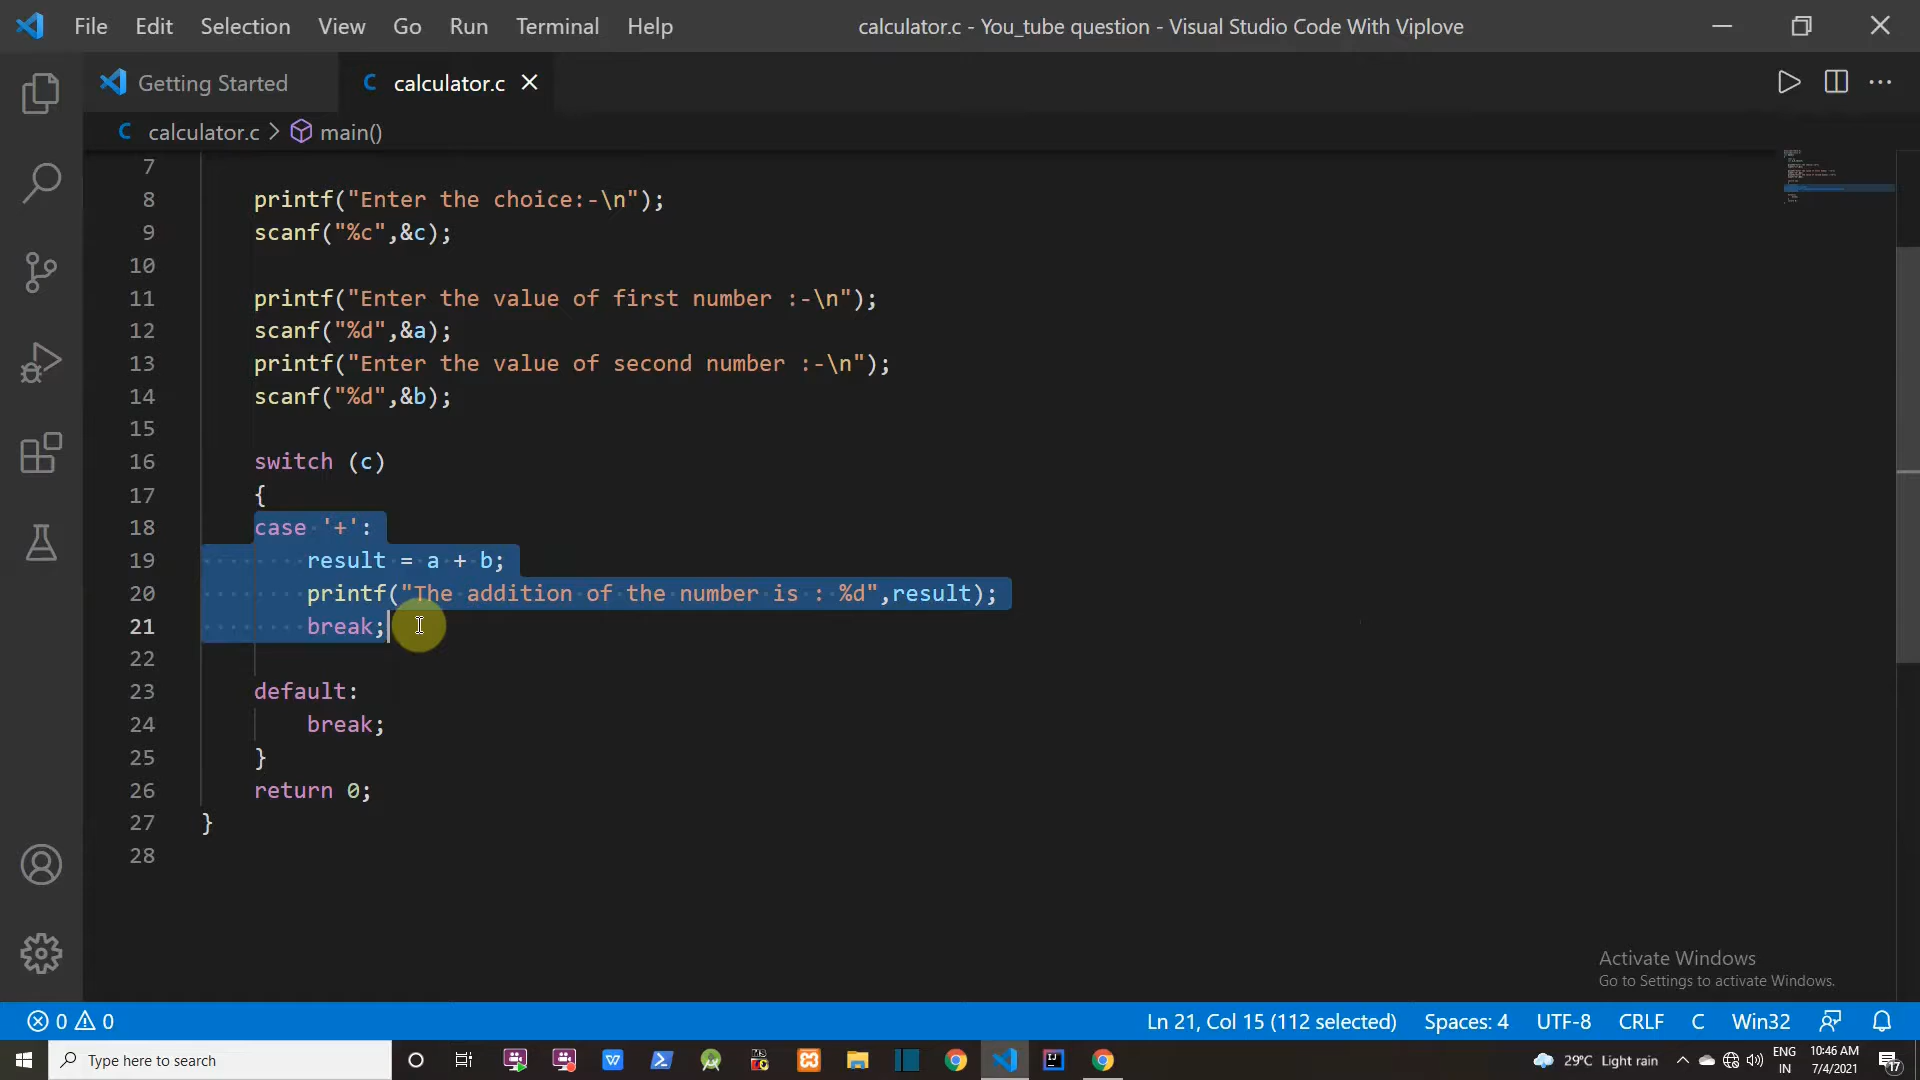 File Edit Selection View Go Run Terminal Help calculator.c - You_tube question - Visual Studio Code With Viplove
Getting Started C calculator.c
C calculator.c > main()
7
8 printf("Enter the choice:-\n");
9 scanf("%c",&c);
10
11 printf("Enter the value of first number :-\n");
12 scanf("%d",&a);
13 printf("Enter the value of second number :-\n");
14 scanf("%d",&b);
15
16 switch (c)
17 {
18 case '+':
19 result = a + b;
20 printf("The addition of the number is : %d",result);
21 break;
22
23 default:
24 break;
25 }
26 return 0;
27 }
28
Activate Windows
Go to Settings to activate Windows.
0 0 Ln 21, Col 15 (112 selected) Spaces: 4 UTF-8 CRLF C Win32
Type here to search 29°C Light rain ENG IN 10:46 AM 7/4/2021 17